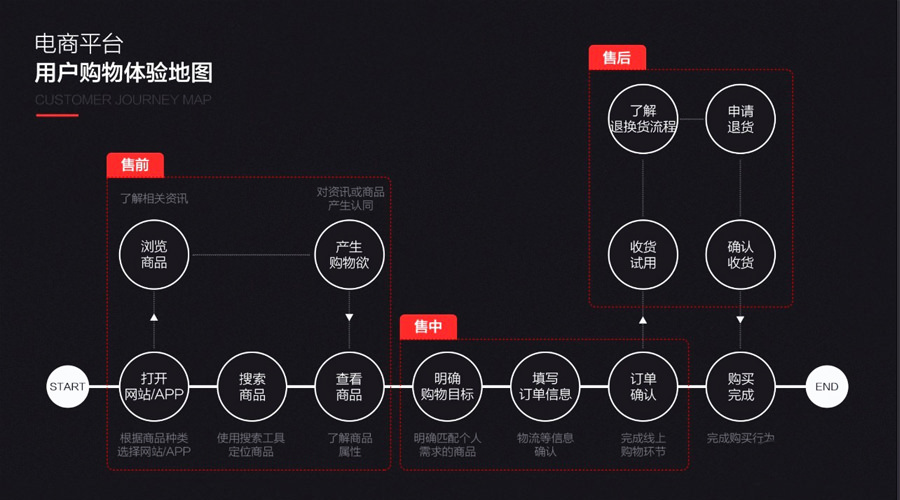 电商平台
用户购物体验地图
CUSTOMER JOURNEY MAP
售后
了解
退换货流程
申请
退货
售前
了解相关资讯
对资讯或商品
产生认同
浏览
商品
产生
购物欲
收货
试用
确认
收货
售中
START
打开
网站/APP
搜索
商品
查看
商品
明确
购物目标
填写
订单信息
订单
确认
购买
完成
END
根据商品种类
选择网站/APP
使用搜索工具
定位商品
了解商品
属性
明确匹配个人
需求的商品
物流等信息
确认
完成线上
购物环节
完成购买行为